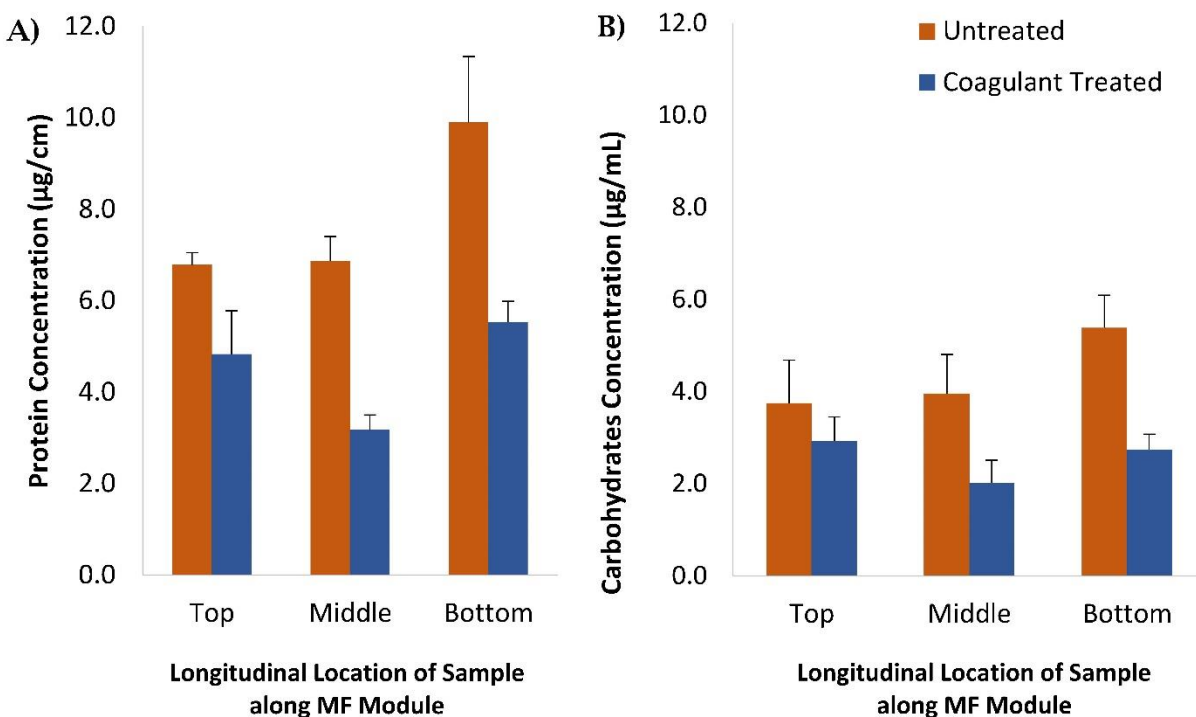 A)
Protein Concentration (µg/cm)
12.0
10.0
8.0
6.0
4.0
2.0
0.0
Top Middle Bottom
Longitudinal Location of Sample
along MF Module
B)
Untreated
Coagulant Treated
Carbohydrates Concentration (µg/mL)
12.0
10.0
8.0
6.0
4.0
2.0
0.0
Top Middle Bottom
Longitudinal Location of Sample
along MF Module